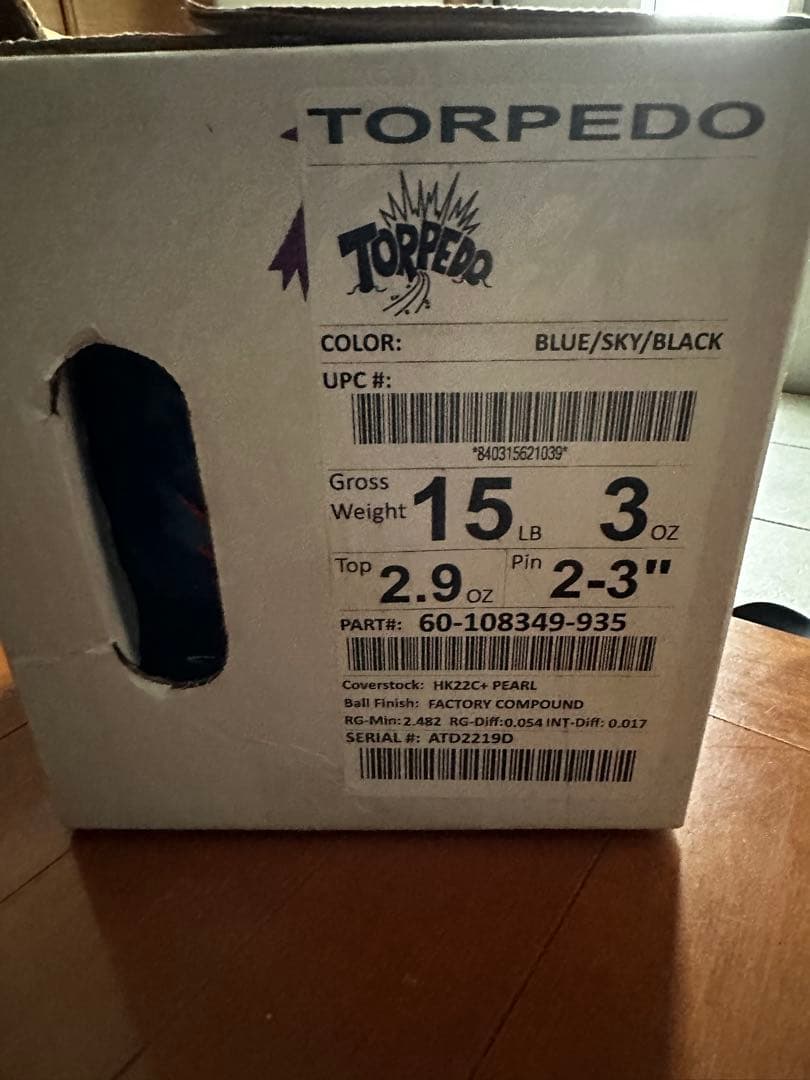 TORPEDO
TORPEDO
COLOR: BLUE/SKY/BLACK
UPC #:
*840315621039*
Gross Weight 15 LB 3 OZ
Top 2.9 OZ Pin 2-3"
PART#: 60-108349-935
Coverstock: HK22C+ PEARL
Ball Finish: FACTORY COMPOUND
RG-Min: 2.482 RG-Diff:0.054 INT-Diff: 0.017
SERIAL #: ATD2219D